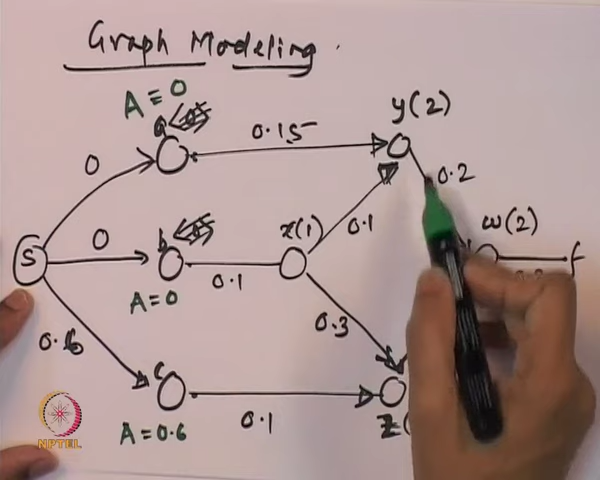 Graph Modeling.
A = 0
a
y(2)
0
0.15
0.2
S
0
b
x(1)
0.1
w(2)
f
0.1
A=0
0.3
0.6
c
0.1
A=0.6
z(
NPTEL